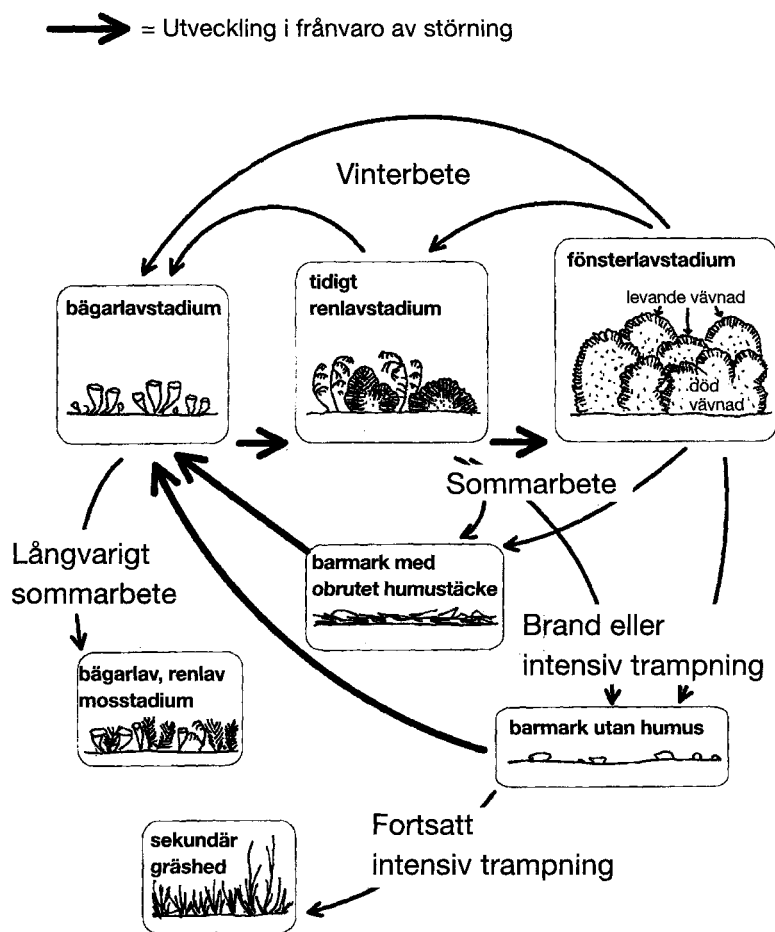 = Utveckling i frånvaro av störning
Vinterbete
bägarlavstadium
tidigt
renlavstadium
fönsterlavstadium
levande vävnad
död
vävnad
Sommarbete
Långvarigt
sommarbete
barmark med
obrutet humustäcke
Brand eller
intensiv trampning
bägarlav, renlav
mosstadium
barmark utan humus
Fortsatt
intensiv trampning
sekundär
gräshed